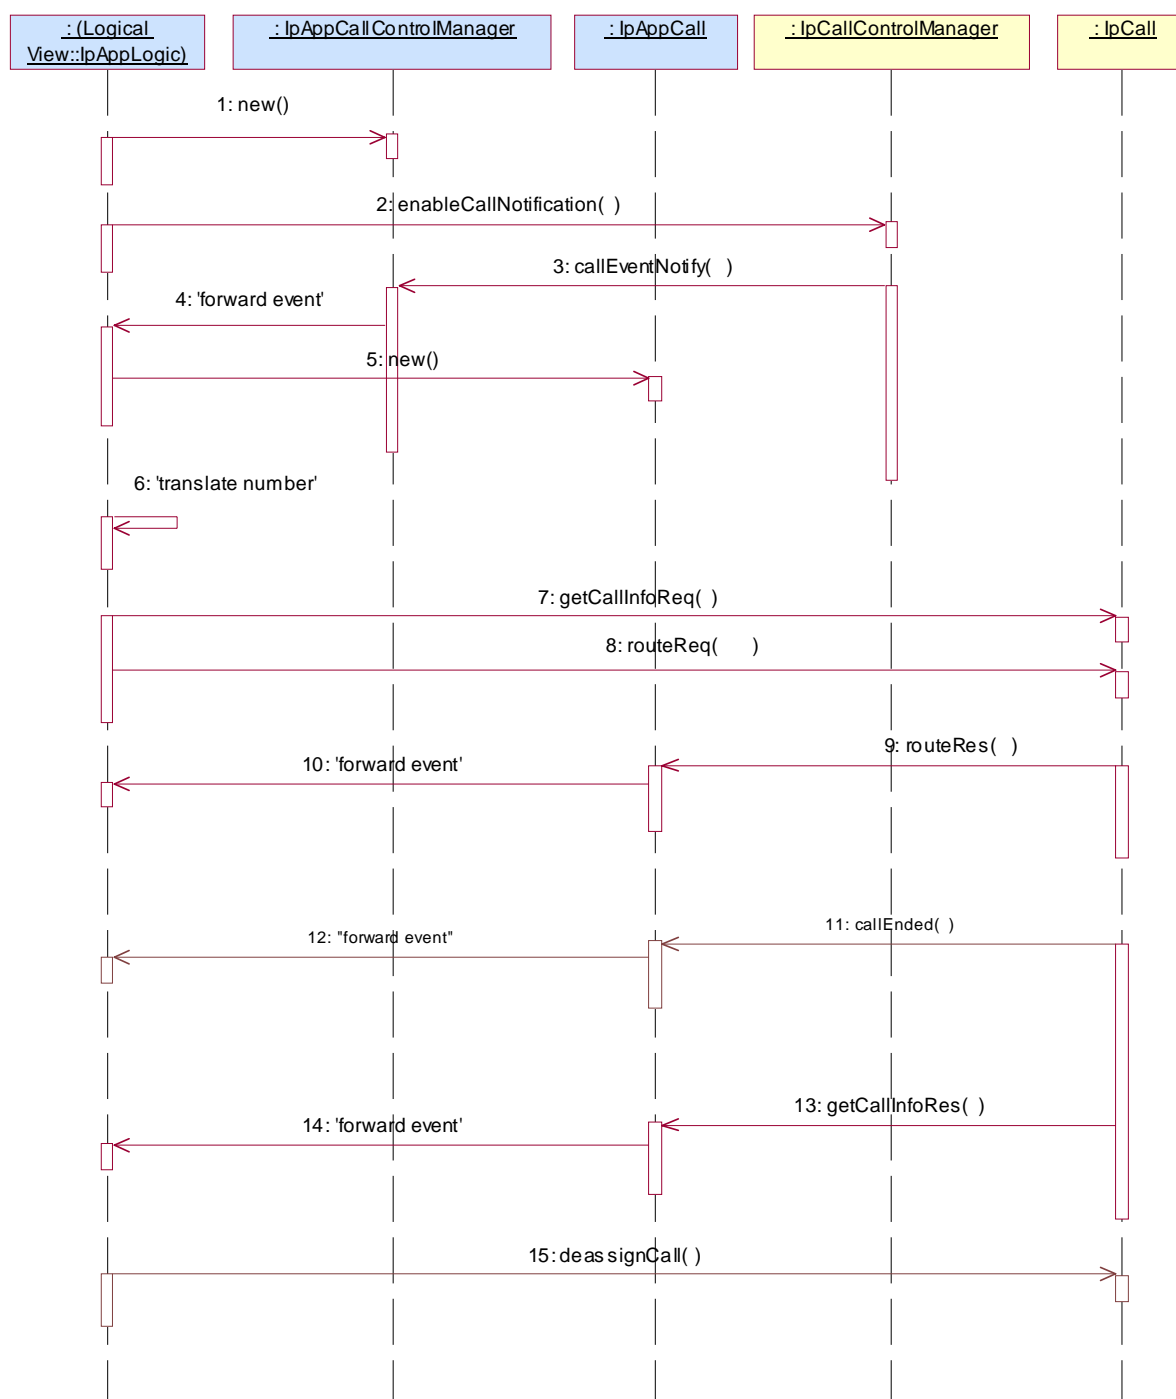 : (Logical
View::IpAppLogic)
: IpAppCallControlManager
: IpAppCall
: IpCallControlManager
: IpCall
1: new()
2: enableCallNotification( )
3: callEventNotify( )
4: 'forward event'
5: new()
6: 'translate number'
7: getCallInfoReq( )
8: routeReq( )
9: routeRes( )
10: 'forward event'
11: callEnded( )
12: "forward event"
13: getCallInfoRes( )
14: 'forward event'
15: deassignCall( )